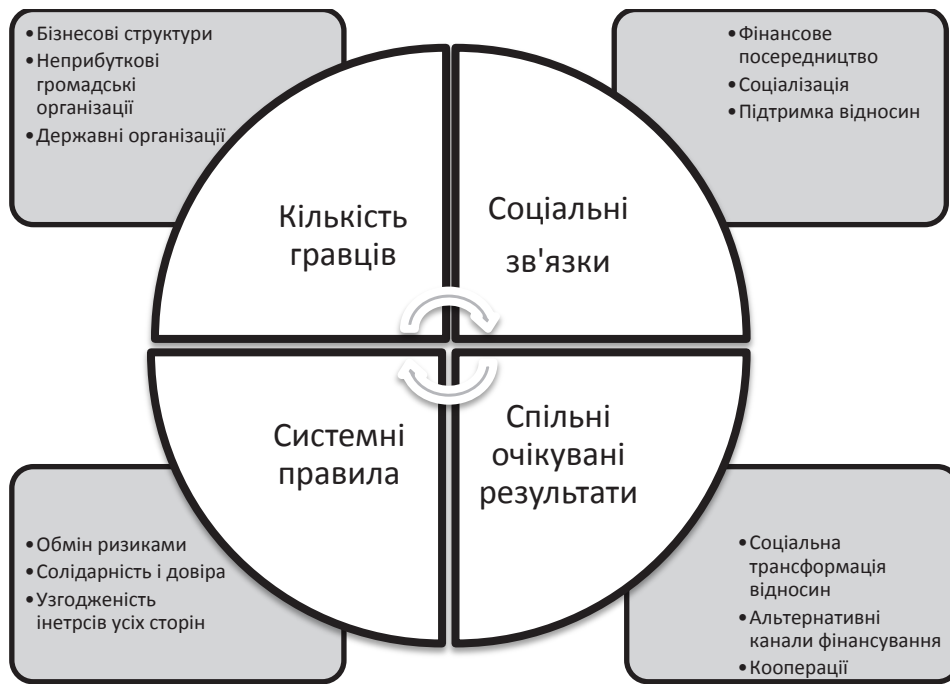 •Бізнесові структури
•Неприбуткові
громадські
організації
•Державні організації
•Фінансове
посередництво
•Соціалізація
•Підтримка відносин
Кількість
гравців
Соціальні
зв'язки
Системні
правила
Спільні
очікувані
результати
•Обмін ризиками
•Солідарність і довіра
•Узгодженість
інетрсів усіх сторін
•Соціальна
трансформація
відносин
•Альтернативні
канали фінансування
•Кооперації